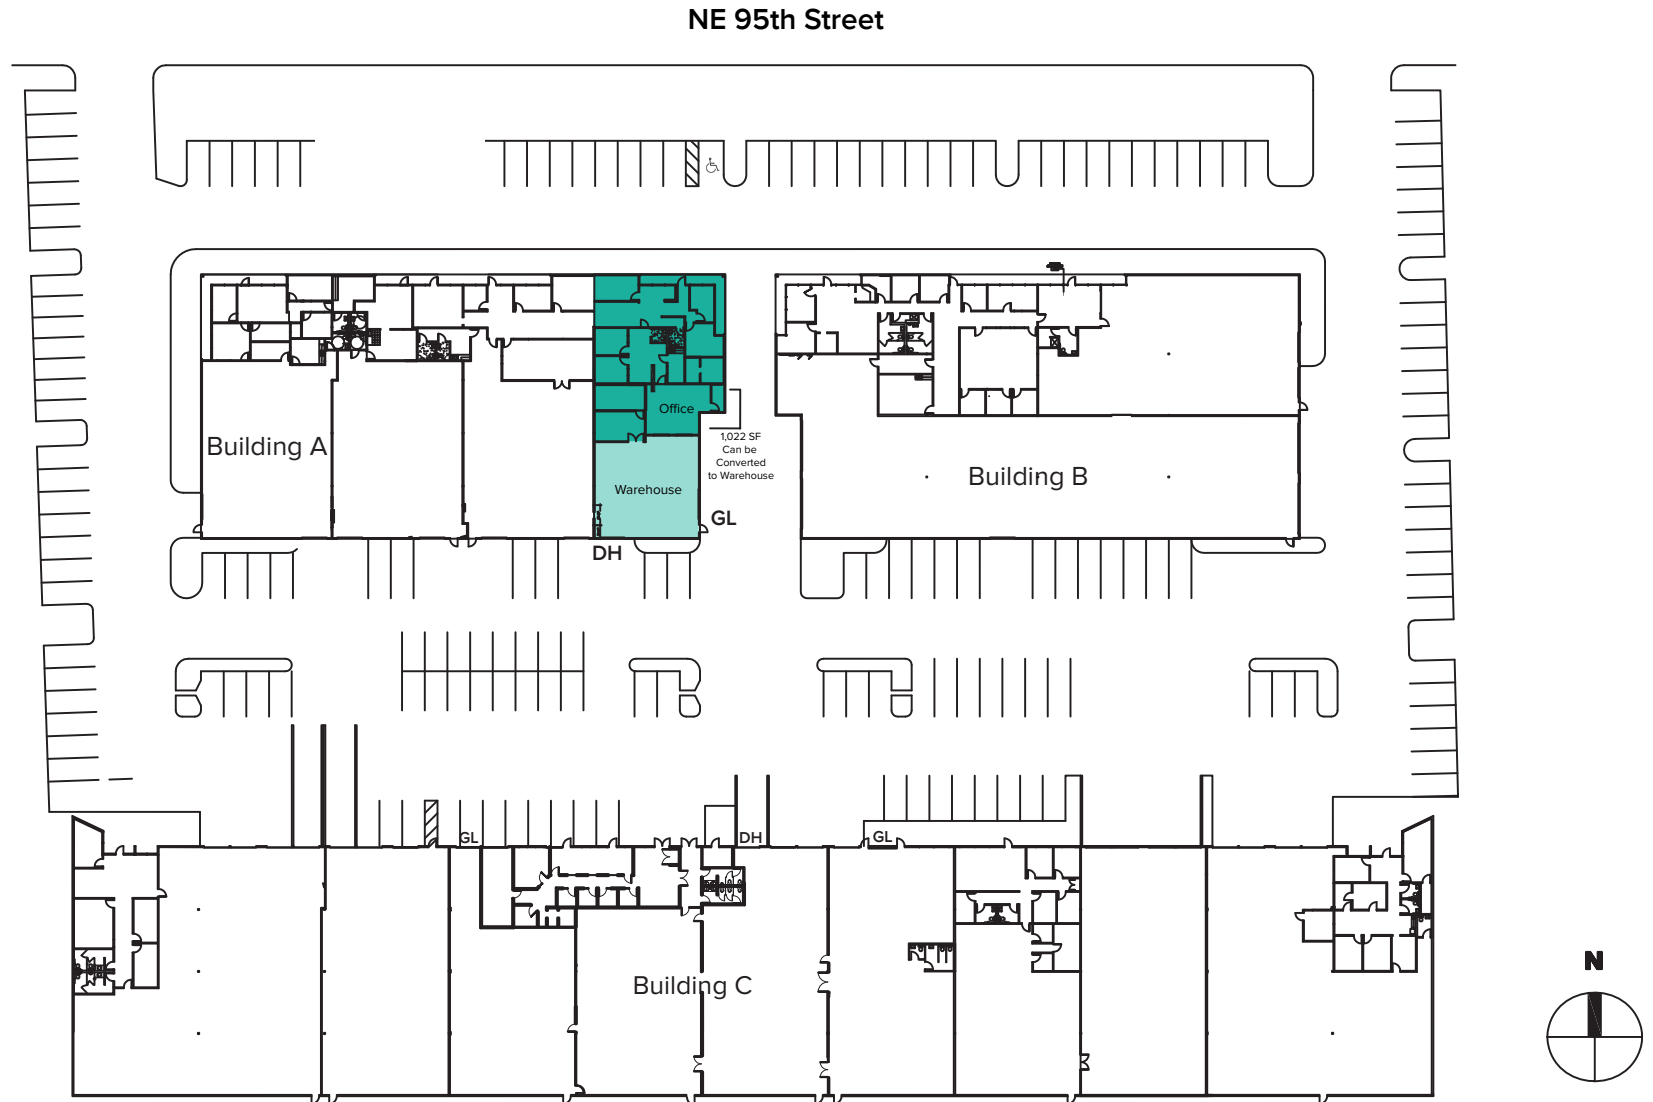 NE 95th Street
Office
Building A
1,022 SF
Can be
Converted
to Warehouse
Building B
Warehouse
GL
DH
GL
DH
GL
Building C
N